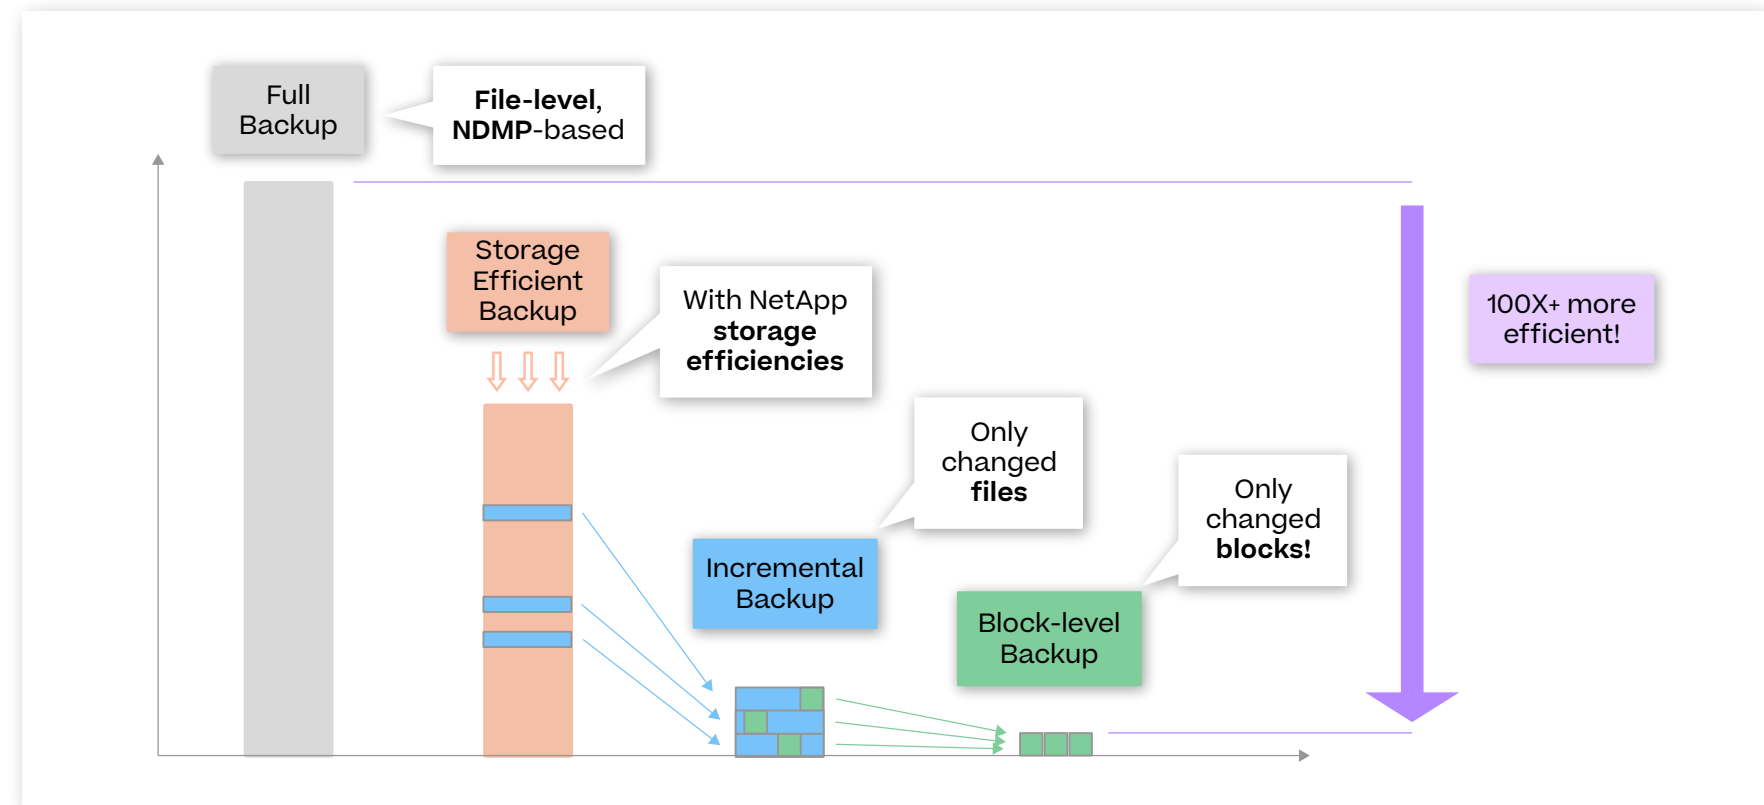 Full
Backup
File-level,
NDMP-based
Storage
Efficient
Backup
With NetApp
storage
efficiencies
100X+ more
efficient!
Only
changed
files
Only
changed
blocks!
Incremental
Backup
Block-level
Backup